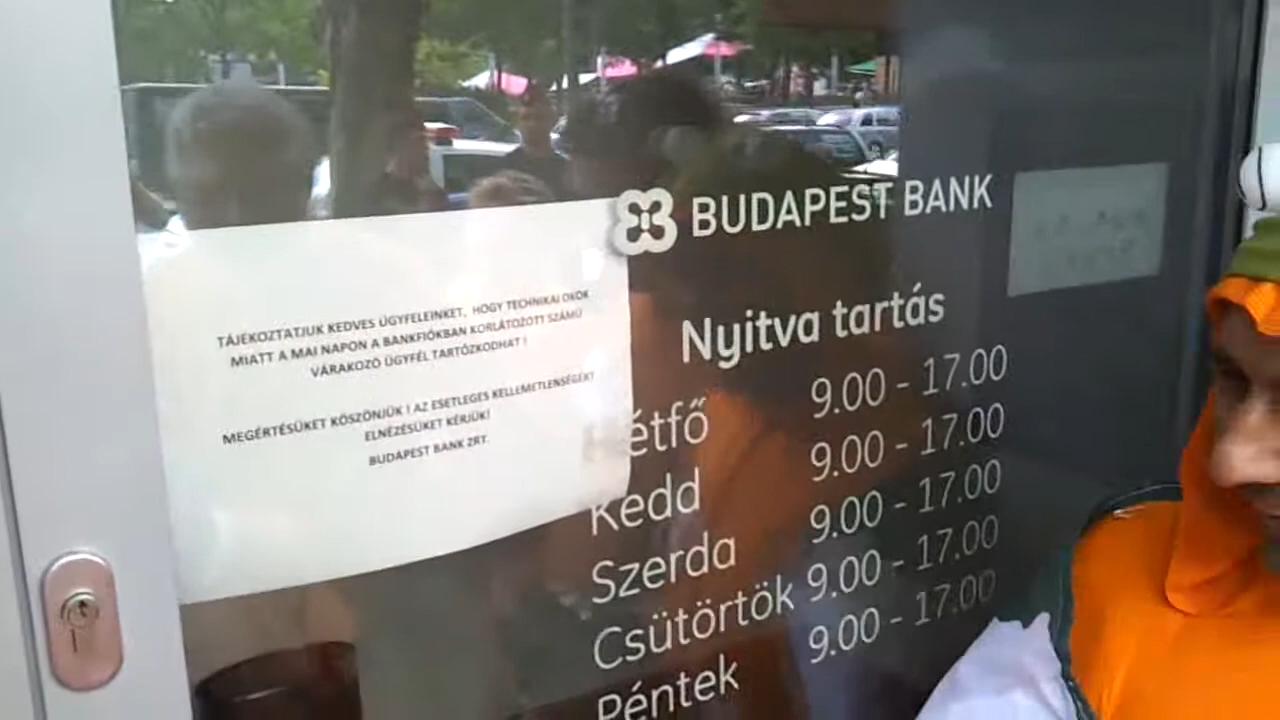 TÁJÉKOZTATJUK KEDVES ÜGYFELEINKET, HOGY TECHNIKAI OKOK
MIATT A MAI NAPON A BANKFIÓKBAN KORLÁTOZOTT SZÁMÚ
VÁRAKOZÓ ÜGYFÉL TARTÓZKODHAT !
MEGÉRTÉSÜKET KÖSZÖNJÜK ! AZ ESETLEGES KELLEMETLENSÉGÉRT
ELNÉZÉSÜKET KÉRJÜK!
BUDAPEST BANK ZRT.
BUDAPEST BANK
Nyitva tartás
Hétfő 9.00 - 17.00
Kedd 9.00 - 17.00
Szerda 9.00 - 17.00
Csütörtök 9.00 - 17.00
Péntek 9.00 - 17.00